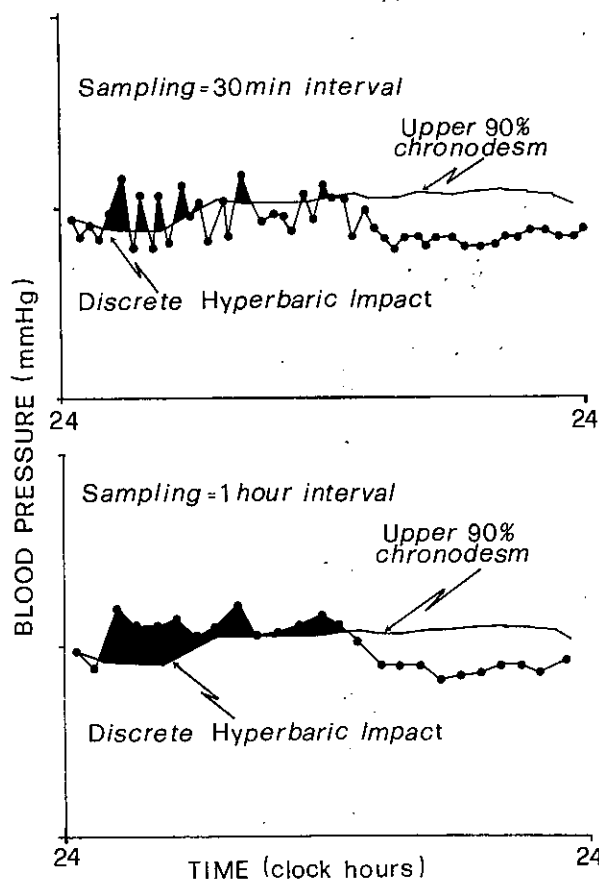 Sampling=30min interval
Upper 90%
chronodesm
Discrete Hyperbaric Impact
24
24
BLOOD PRESSURE (mmHg)
Sampling=1 hour interval
Upper 90%
chronodesm
Discrete Hyperbaric Impact
24
24
TIME (clock hours)